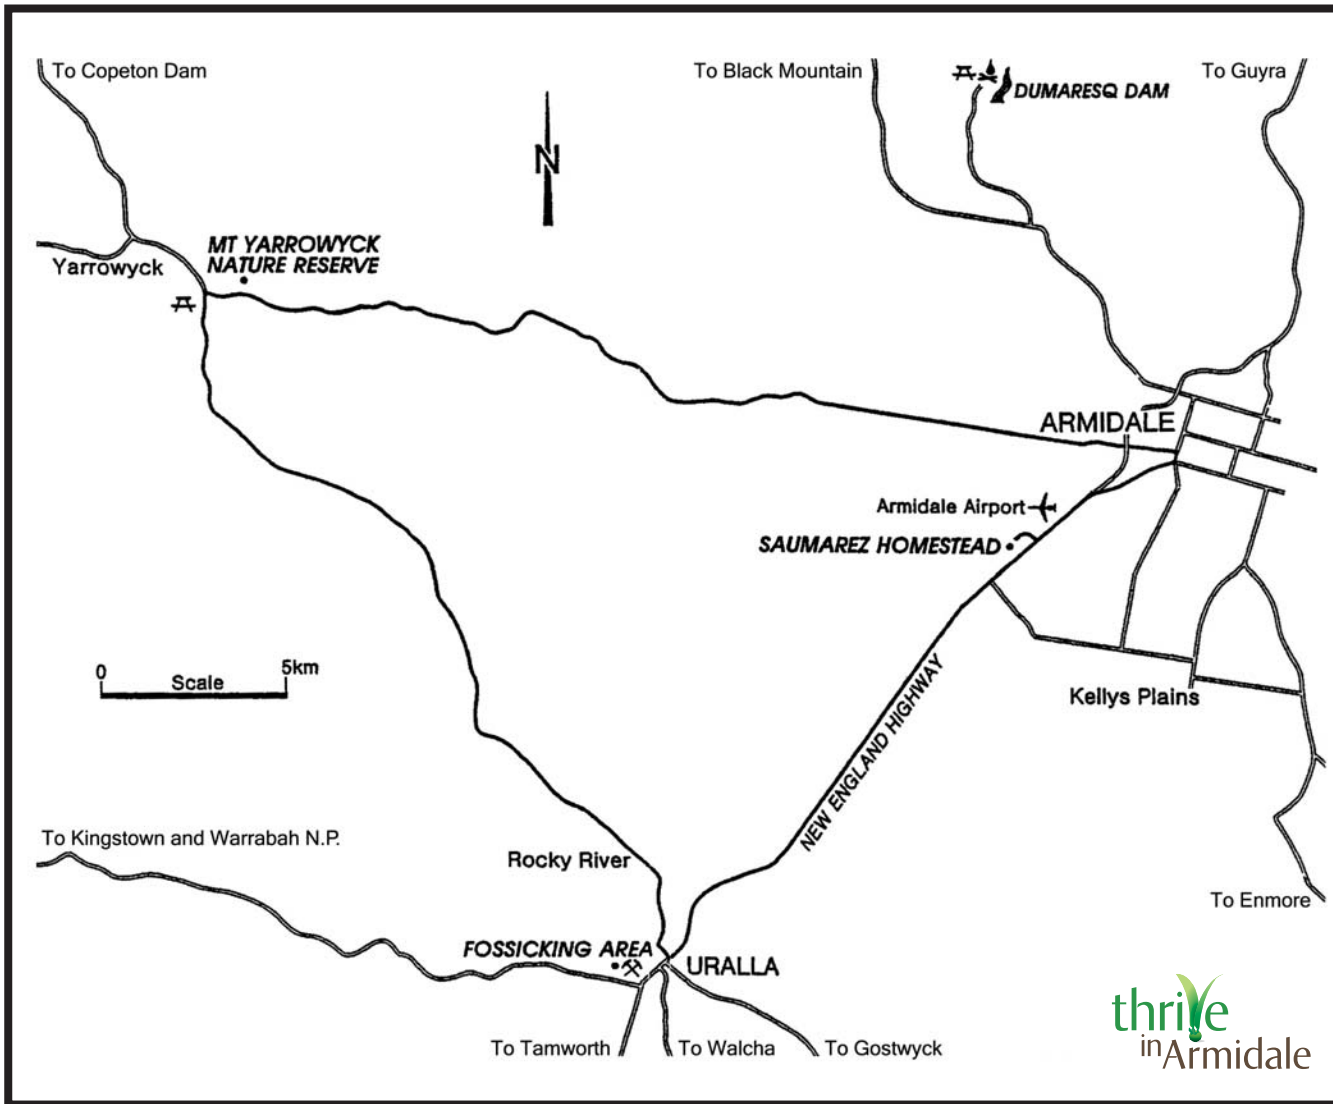 To Copeton Dam
To Black Mountain
DUMARESQ DAM
To Guyra
N
MT YARROWYCK
NATURE RESERVE
Yarrowyck
ARMIDALE
Armidale Airport
SAUMAREZ HOMESTEAD
0
Scale
5km
Kellys Plains
NEW ENGLAND HIGHWAY
To Kingstown and Warrabah N.P.
Rocky River
To Enmore
FOSSICKING AREA
URALLA
To Tamworth
To Walcha
To Gostwyck
thrive
in Armidale